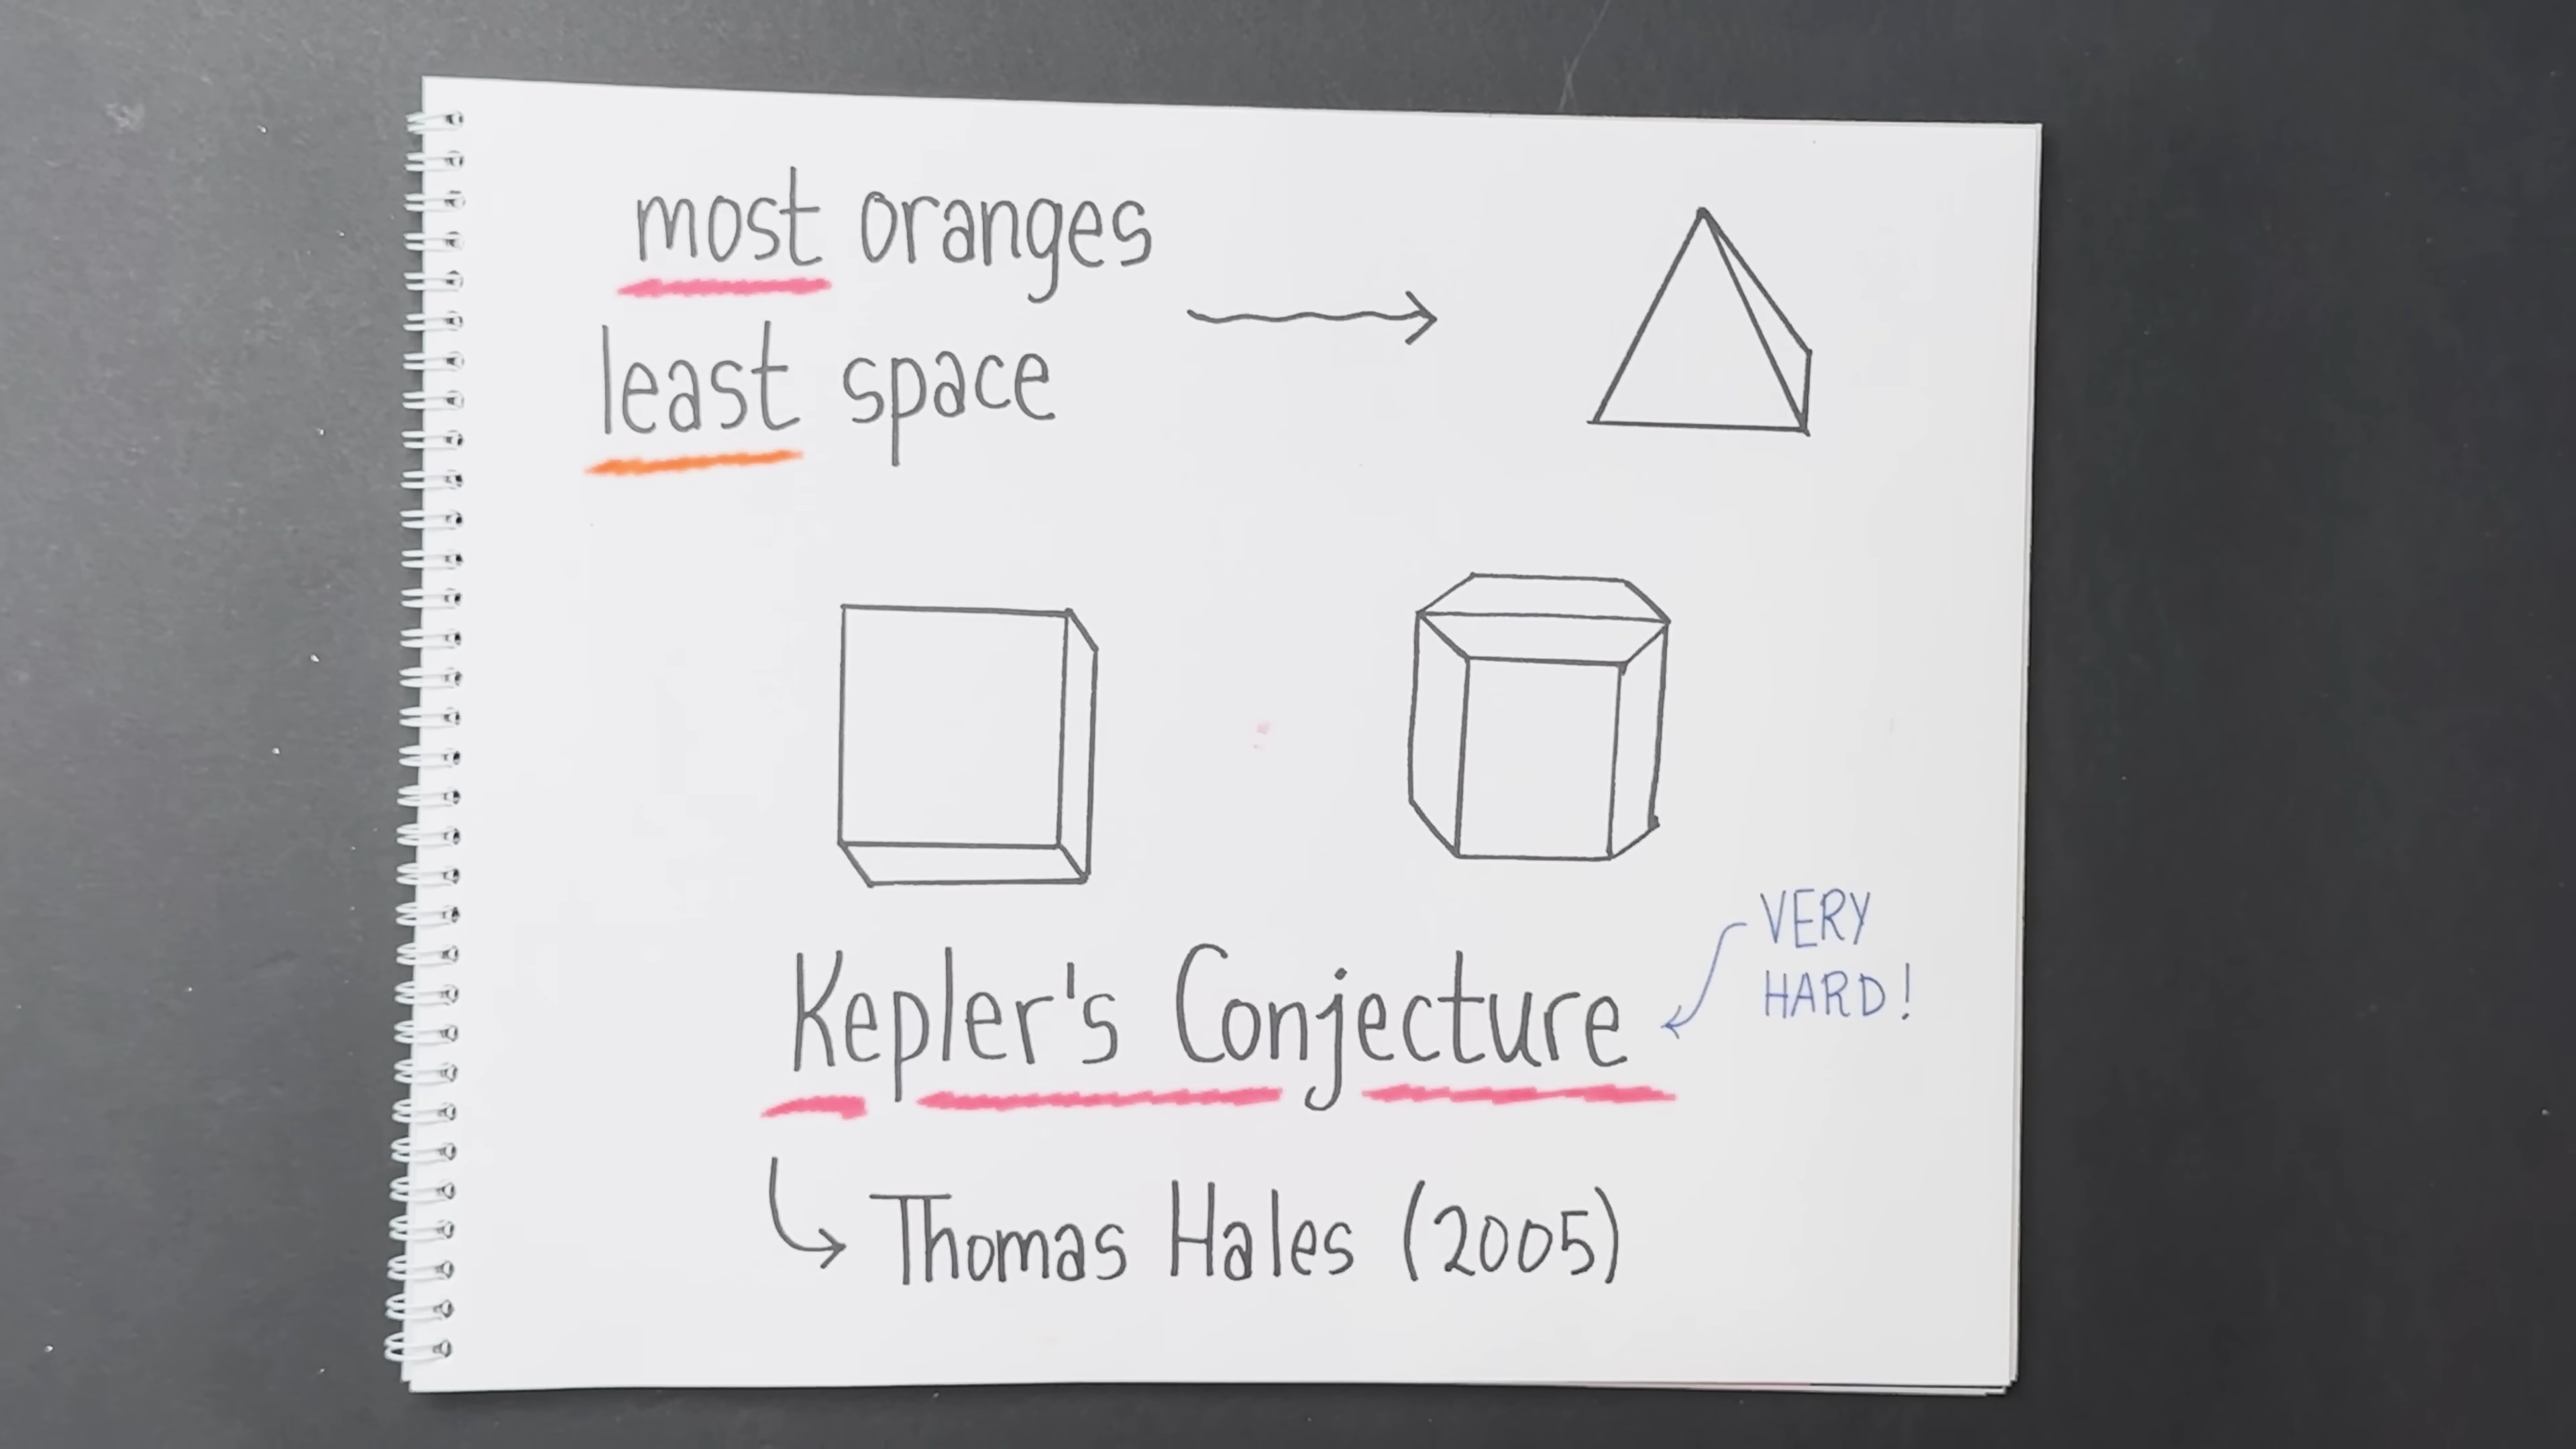 most oranges
least space
VERY
HARD!
Kepler's Conjecture
Thomas Hales (2005)